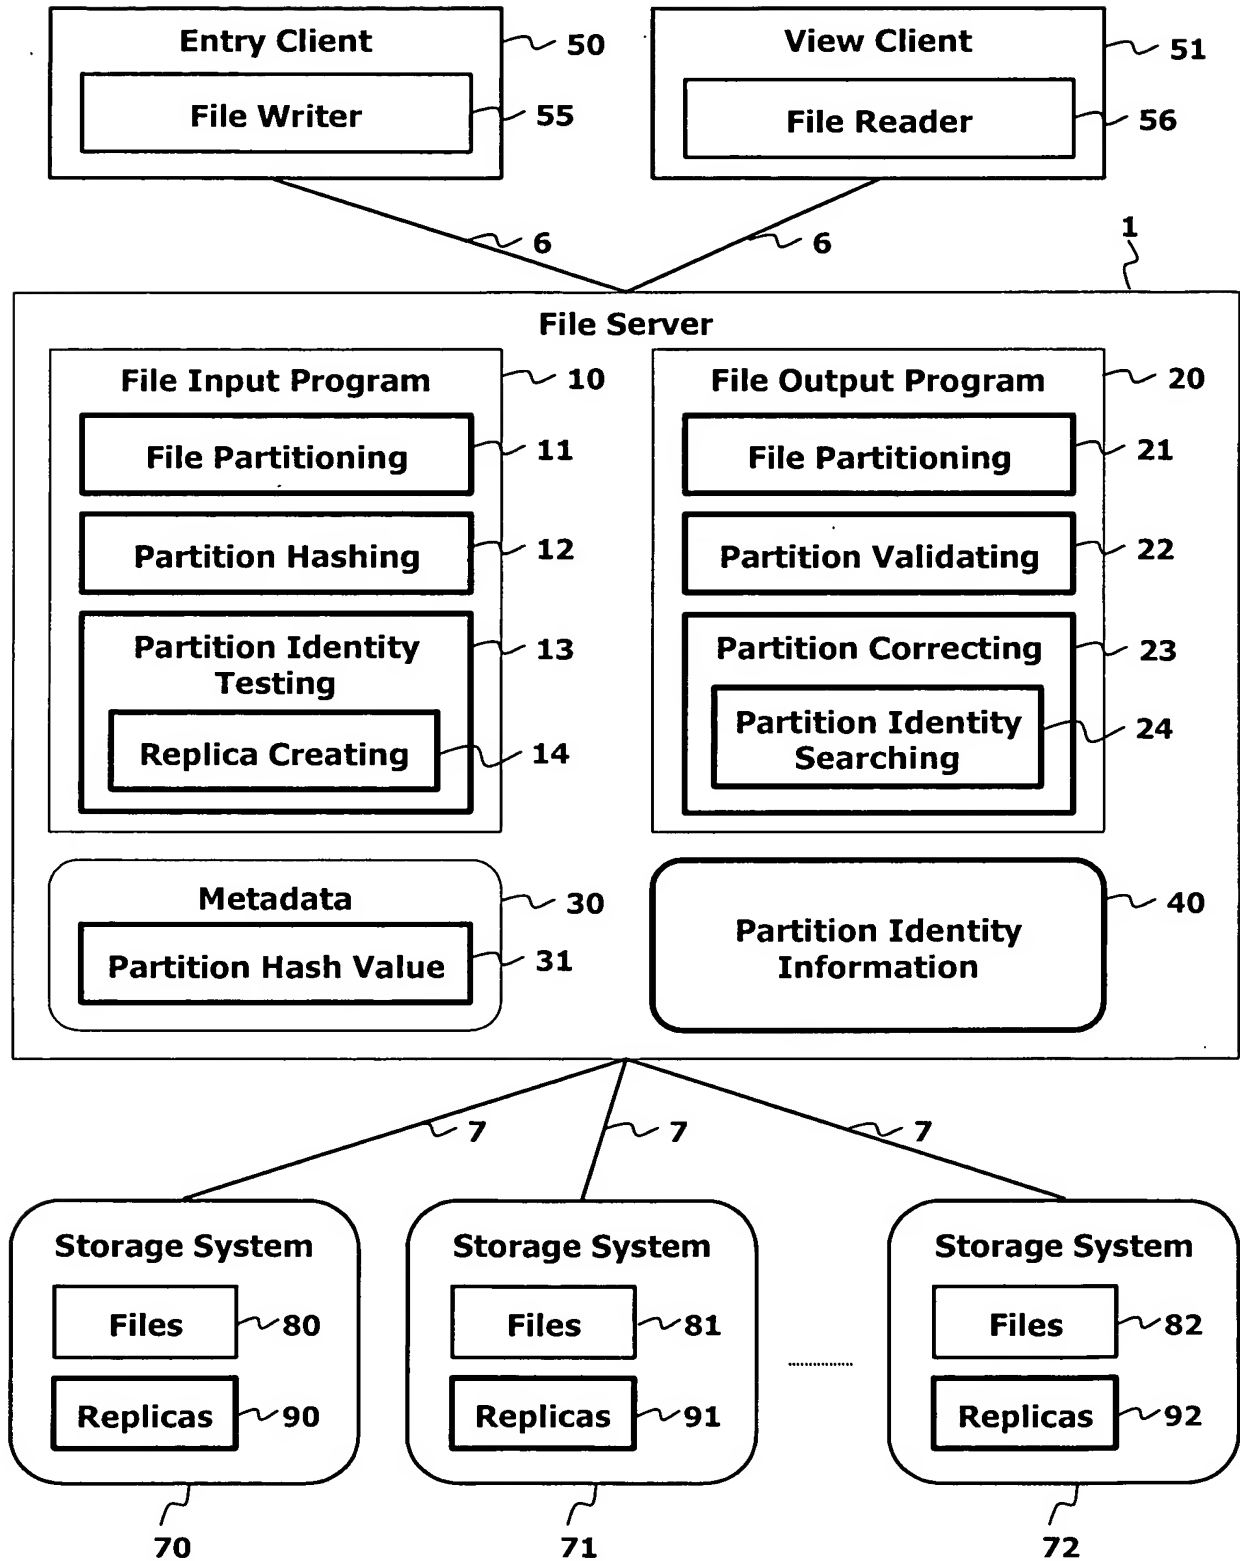 Entry Client
50
File Writer
55
View Client
51
File Reader
56
6
6
1
File Server
File Input Program
10
File Partitioning
11
Partition Hashing
12
Partition Identity
Testing
13
Replica Creating
14
File Output Program
20
File Partitioning
21
Partition Validating
22
Partition Correcting
23
Partition Identity
Searching
24
Metadada
30
Partition Hash Value
31
Partition Identity
Information
40
7
7
7
Storage System
Files
80
Replicas
90
70
Storage System
Files
81
Replicas
91
71
Storage System
Files
82
Replicas
92
72